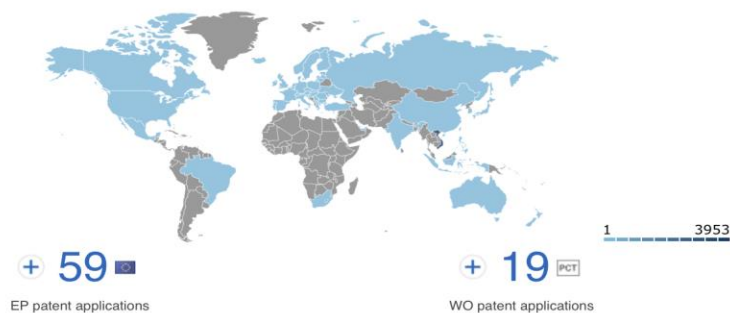 1 3953
+ 59
+ 19 PCT
EP patent applications
WO patent applications